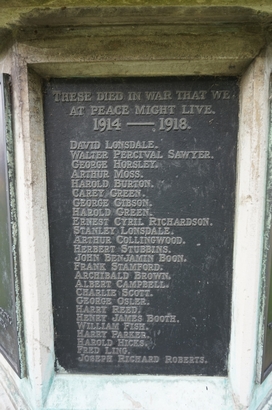 THESE DIED IN WAR THAT WE
AT PEACE MIGHT LIVE.
1914 — 1918.
DAVID LONSDALE.
WALTER PERCIVAL SAWYER.
GEORGE HORSLEY.
ARTHUR MOSS.
HAROLD BURTON.
CAREY GREEN.
GEORGE GIBSON.
HAROLD GREEN.
ERNEST CYRIL RICHARDSON.
STANLEY LONSDALE.
ARTHUR COLLINGWOOD.
HERBERT STUBBINS.
JOHN BENJAMIN BOON.
FRANK STAMFORD.
ARCHIBALD BROWN.
ALBERT CAMPBELL.
CHARLIE SCOTT.
GEORGE OSLER.
HARRY REED.
HENRY JAMES BOOTH.
WILLIAM FISH.
HARRY PARKER.
HAROLD HICKS.
FRED LING.
JOSEPH RICHARD ROBERTS.